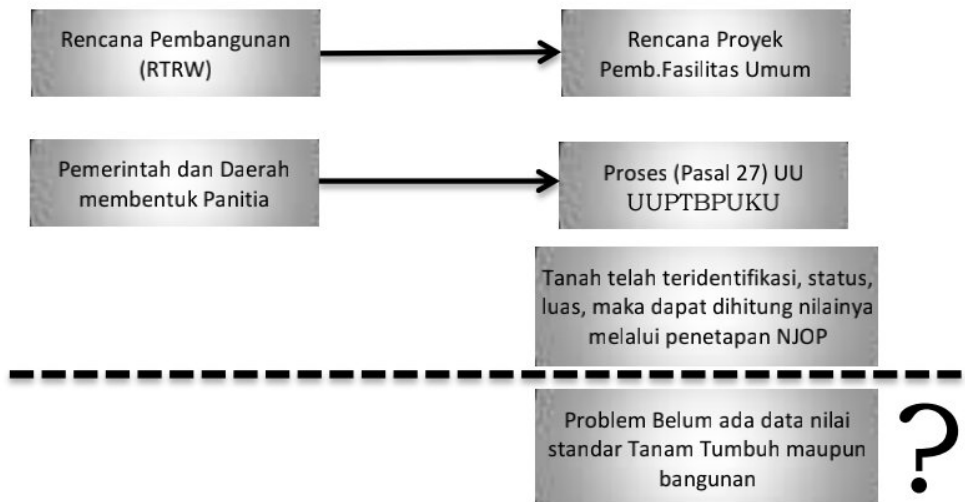 Rencana Pembangunan
(RTRW)
Rencana Proyek
Pemb.Fasilitas Umum
Pemerintah dan Daerah
membentuk Panitia
Proses (Pasal 27) UU
UUPTBPUKU
Tanah telah teridentifikasi, status,
luas, maka dapat dihitung nilainya
melalui penetapan NJOP
Problem Belum ada data nilai
standar Tanam Tumbuh maupun
bangunan
?